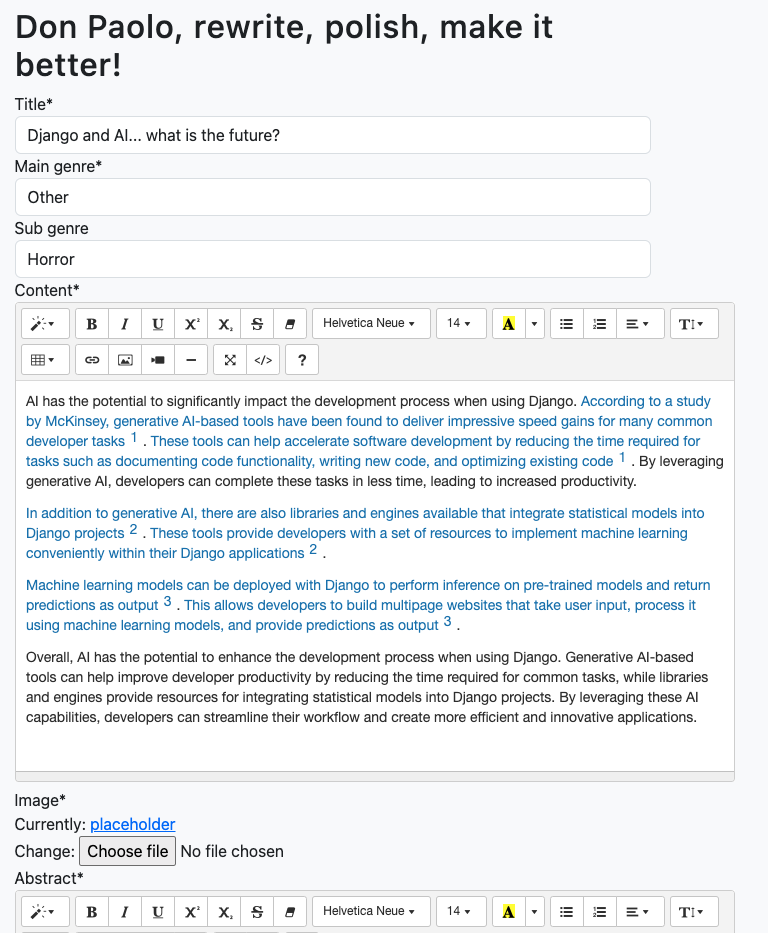 Don Paolo, rewrite, polish, make it
better!
Title*
Django and AI... what is the future?
Main genre*
Other
Sub genre
Horror
Content*
B I U X² X₂ S Helvetica Neue 14 A T
</> ?
AI has the potential to significantly impact the development process when using Django. According to a study
by McKinsey, generative AI-based tools have been found to deliver impressive speed gains for many common
developer tasks 1 . These tools can help accelerate software development by reducing the time required for
tasks such as documenting code functionality, writing new code, and optimizing existing code 1 . By leveraging
generative AI, developers can complete these tasks in less time, leading to increased productivity.
In addition to generative AI, there are also libraries and engines available that integrate statistical models into
Django projects 2 . These tools provide developers with a set of resources to implement machine learning
conveniently within their Django applications 2 .
Machine learning models can be deployed with Django to perform inference on pre-trained models and return
predictions as output 3 . This allows developers to build multipage websites that take user input, process it
using machine learning models, and provide predictions as output 3 .
Overall, AI has the potential to enhance the development process when using Django. Generative AI-based
tools can help improve developer productivity by reducing the time required for common tasks, while libraries
and engines provide resources for integrating statistical models into Django projects. By leveraging these AI
capabilities, developers can streamline their workflow and create more efficient and innovative applications.
Image*
Currently: placeholder
Change: Choose file No file chosen
Abstract*
B I U X² X₂ S Helvetica Neue 14 A T